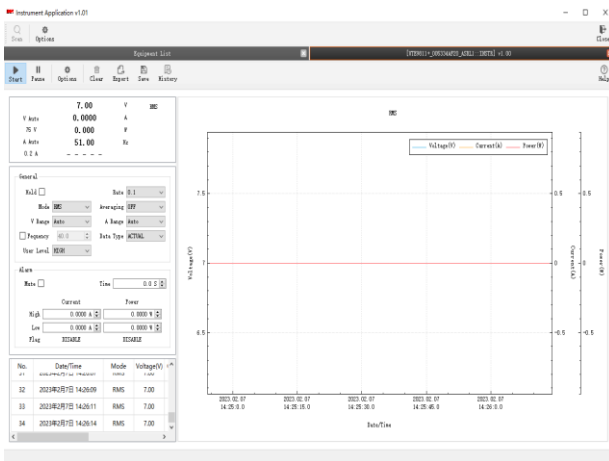 Instrument Application v1.01
Scan Options Close
Equipment List
Start Pause Options Clear Export Save History Help
7.00 V RMS
V Auto 0.0000 A
75 V 0.000 W
A Auto 51.00 Hz
0.2 A - - - - -
General
Hold Rate 0.1
Mode RMS Averaging OFF
V Range Auto A Range Auto
Fequency 60.0 Data Type ACTUAL
User Level HIGH
Alarm
Mute Time 0.0 S
Current Power
High 0.0000 A 0.0000 W
Low 0.0000 A 0.0000 W
Flag DISABLE DISABLE
No. Date/Time Mode Voltage(V)
32 2023年2月7日 14:26:09 RMS 7.00
33 2023年2月7日 14:26:11 RMS 7.00
34 2023年2月7日 14:26:14 RMS 7.00
RMS
Voltage(V) Current(A) Power(W)
7.5 0.5 0.5
7 0 0
6.5 -0.5 -0.5
Voltage(V)
Current(A)
Power(W)
2023.02.07 2023.02.07 2023.02.07 2023.02.07 2023.02.07
14:25:0.0 14:25:15.0 14:25:30.0 14:25:45.0 14:26:0.0
Date/Time